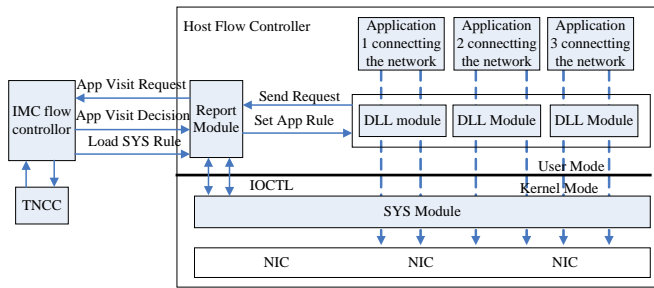 Host Flow Controller
Application
1 connectting
the network
Application
2 connectting
the network
Application
3 connectting
the network
App Visit Request
IMC flow
controllor
App Visit Decision
Load SYS Rule
Report
Module
Send Request
Set App Rule
DLL module
DLL Module
DLL Module
User Mode
Kernel Mode
IOCTL
TNCC
SYS Module
NIC
NIC
NIC